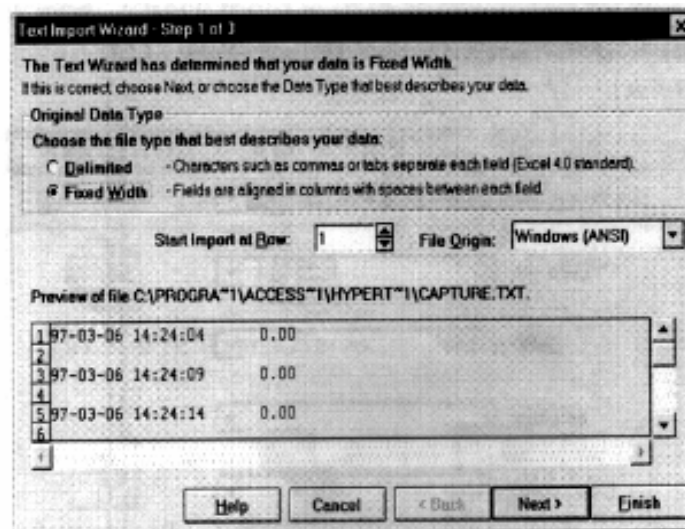 Text Import Wizard - Step 1 of 3
The Text Wizard has determined that your data is Fixed Width.
If this is correct, choose Next, or choose the Data Type that best describes your data.
Original Data Type
Choose the file type that best describes your data:
Delimited - Characters such as commas or tabs separate each field (Excel 4.0 standard).
Fixed Width - Fields are aligned in columns with spaces between each field.
Start Import at Row: 1 File Origin: Windows (ANSI)
Preview of file C:\PROGRA~1\ACCESS~1\HYPERT~1\CAPTURE.TXT.
1 97-03-06 14:24:04 0.00
2
3 97-03-06 14:24:09 0.00
4
5 97-03-06 14:24:14 0.00
6
Help Cancel < Back Next > Finish